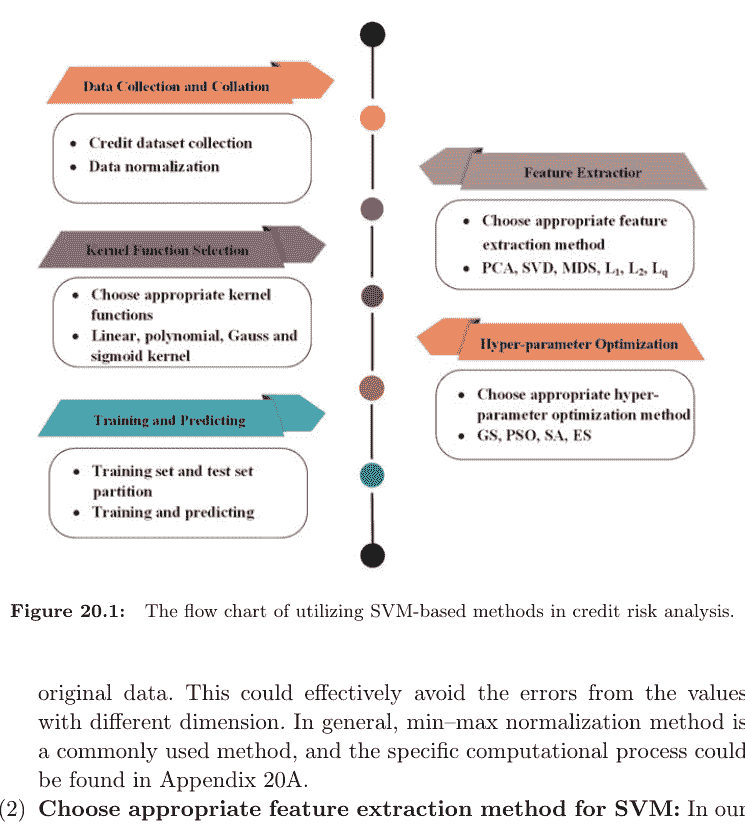 Data Collection and Collation
• Credit dataset collection
• Data normalization
Feature Extractior
• Choose appropriate feature
extraction method
• PCA, SVD, MDS, L₁, L₂, Lq
Kernel Function Selection
• Choose appropriate kernel
functions
• Linear, polynomial, Gauss and
sigmoid kernel
Hyper-parameter Optimization
• Choose appropriate hyper-
parameter optimization method
• GS, PSO, SA, ES
Training and Predicting
• Training set and test set
partition
• Training and predicting
Figure 20.1: The flow chart of utilizing SVM-based methods in credit risk analysis.
original data. This could effectively avoid the errors from the values
with different dimension. In general, min–max normalization method is
a commonly used method, and the specific computational process could
be found in Appendix 20A.
(2) Choose appropriate feature extraction method for SVM: In our